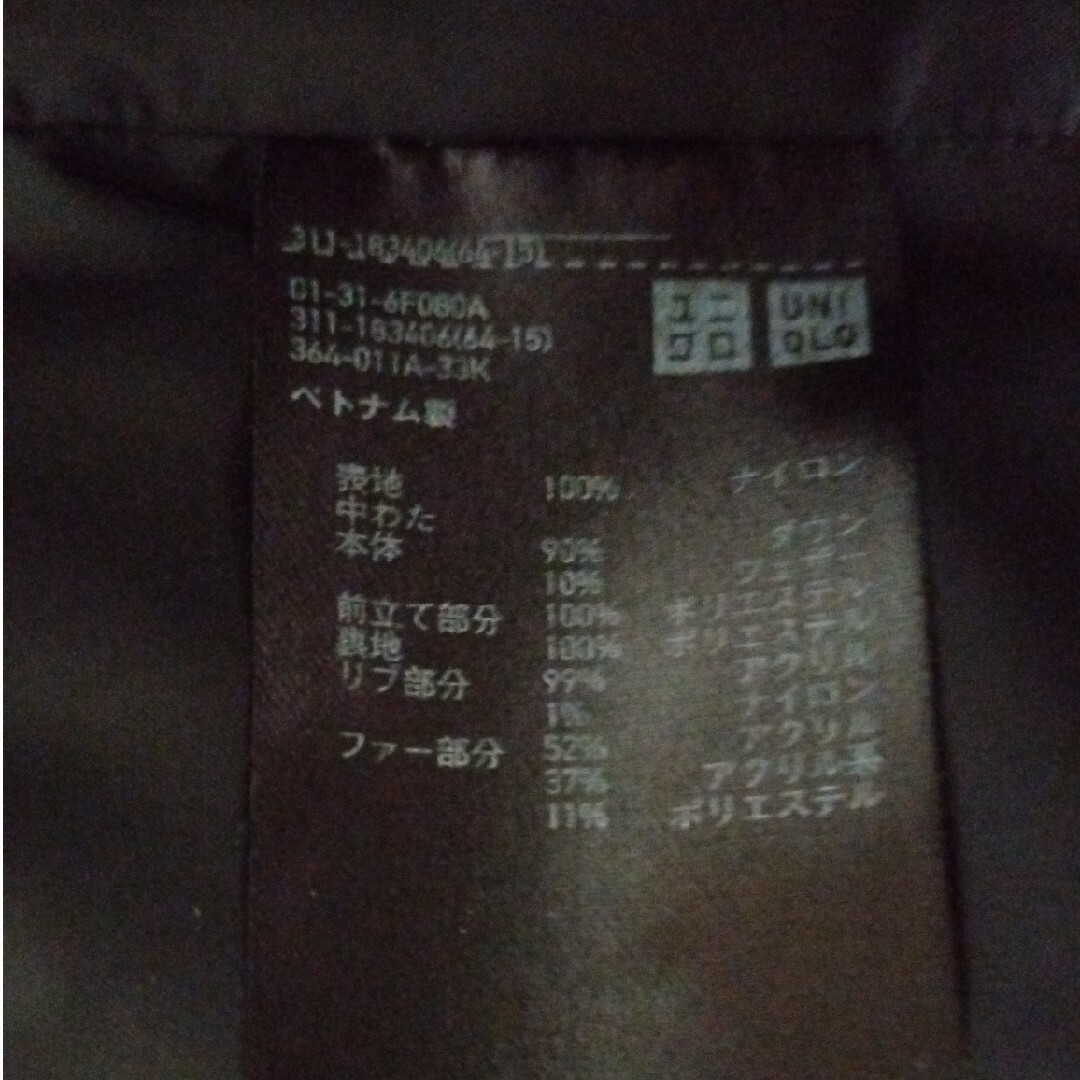 311-183406(64-15)
01-31-6F080A
311-183406(64-15)
364-011A-33K
ユニ
クロ
UNI
QLO
ベトナム製
表地 100% ナイロン
中わた
本体 90% ダウン
10% フェザー
前立て部分 100% ポリエステル
裏地 100% ポリエステル
リブ部分 99% アクリル
1% ナイロン
ファー部分 52% アクリル
37% アクリル系
11% ポリエステル